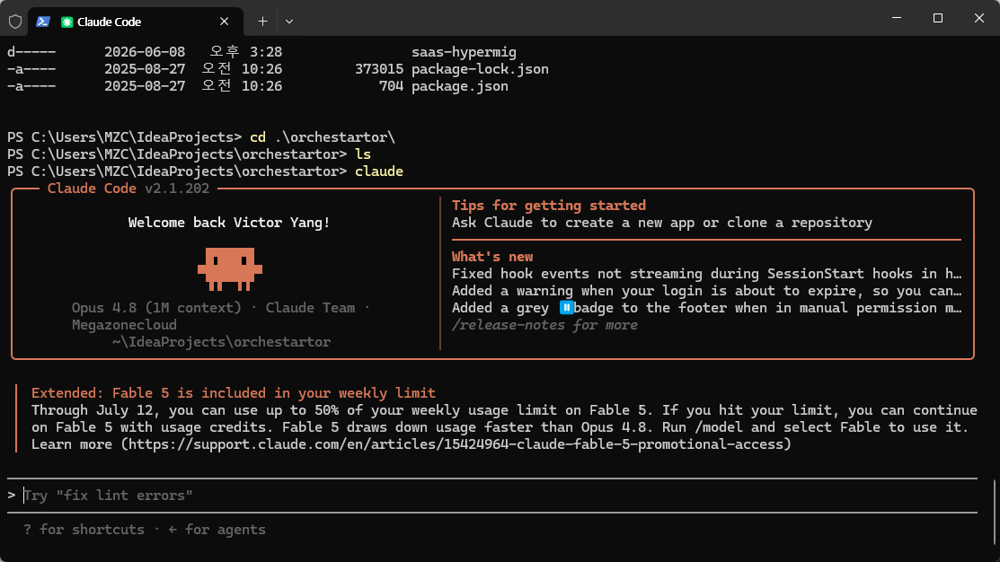 Claude Code
d----- 2026-06-08 오후 3:28 saas-hypermig
-a---- 2025-08-27 오전 10:26 373015 package-lock.json
-a---- 2025-08-27 오전 10:26 704 package.json
PS C:\Users\MZC\IdeaProjects> cd .\orchestartor\
PS C:\Users\MZC\IdeaProjects\orchestartor> ls
PS C:\Users\MZC\IdeaProjects\orchestartor> claude
Claude Code v2.1.202
Welcome back Victor Yang!
Opus 4.8 (1M context) · Claude Team ·
Megazonecloud
~\IdeaProjects\orchestartor
Tips for getting started
Ask Claude to create a new app or clone a repository
What's new
Fixed hook events not streaming during SessionStart hooks in h…
Added a warning when your login is about to expire, so you can…
Added a grey ⏸ badge to the footer when in manual permission m…
/release-notes for more
Extended: Fable 5 is included in your weekly limit
Through July 12, you can use up to 50% of your weekly usage limit on Fable 5. If you hit your limit, you can continue
on Fable 5 with usage credits. Fable 5 draws down usage faster than Opus 4.8. Run /model and select Fable to use it.
Learn more (https://support.claude.com/en/articles/15424964-claude-fable-5-promotional-access)
> Try "fix lint errors"
? for shortcuts · ← for agents